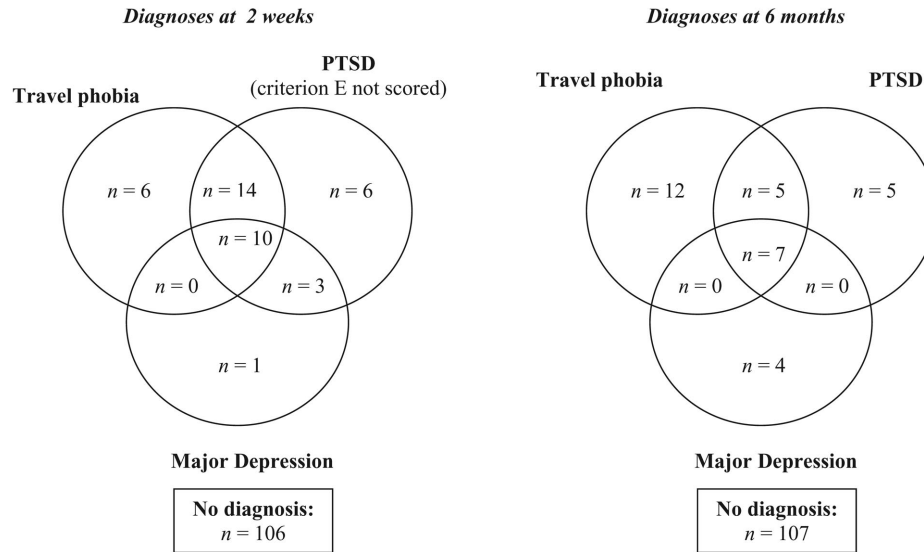 Diagnoses at 2 weeks
PTSD
(criterion E not scored)
Travel phobia
n = 6
n = 14
n = 6
n = 10
n = 0
n = 3
n = 1
Major Depression
No diagnosis:
n = 106
Diagnoses at 6 months
Travel phobia
PTSD
n = 12
n = 5
n = 5
n = 7
n = 0
n = 0
n = 4
Major Depression
No diagnosis:
n = 107